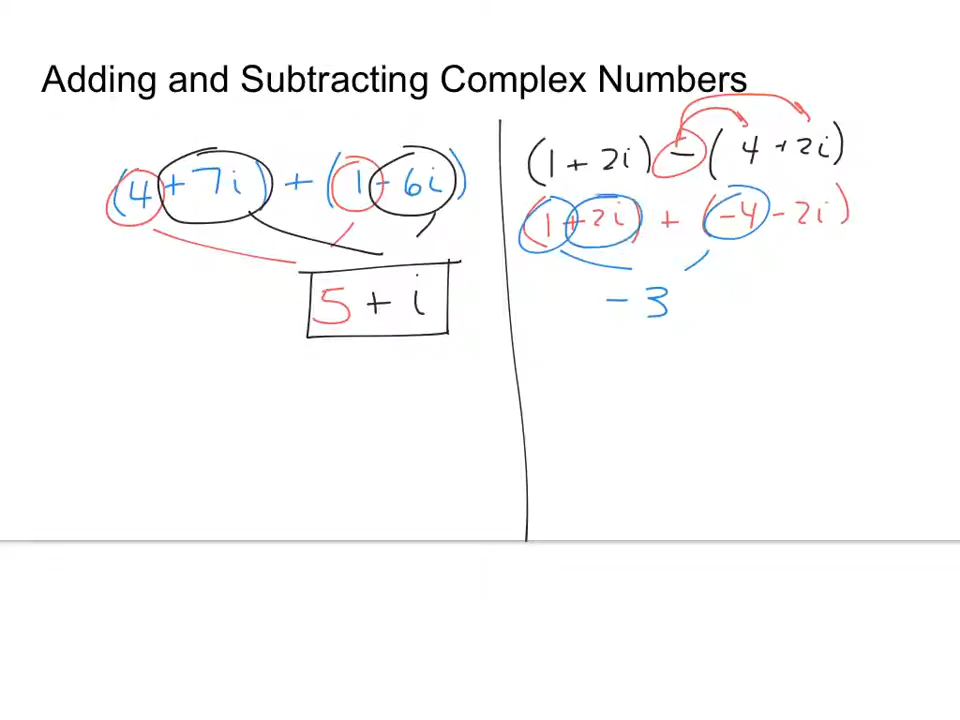 Adding and Subtracting Complex Numbers
(4+7i) + (1-6i)
5 + i
(1 + 2i) - (4 + 2i)
(1+2i) + (-4 - 2i)
- 3